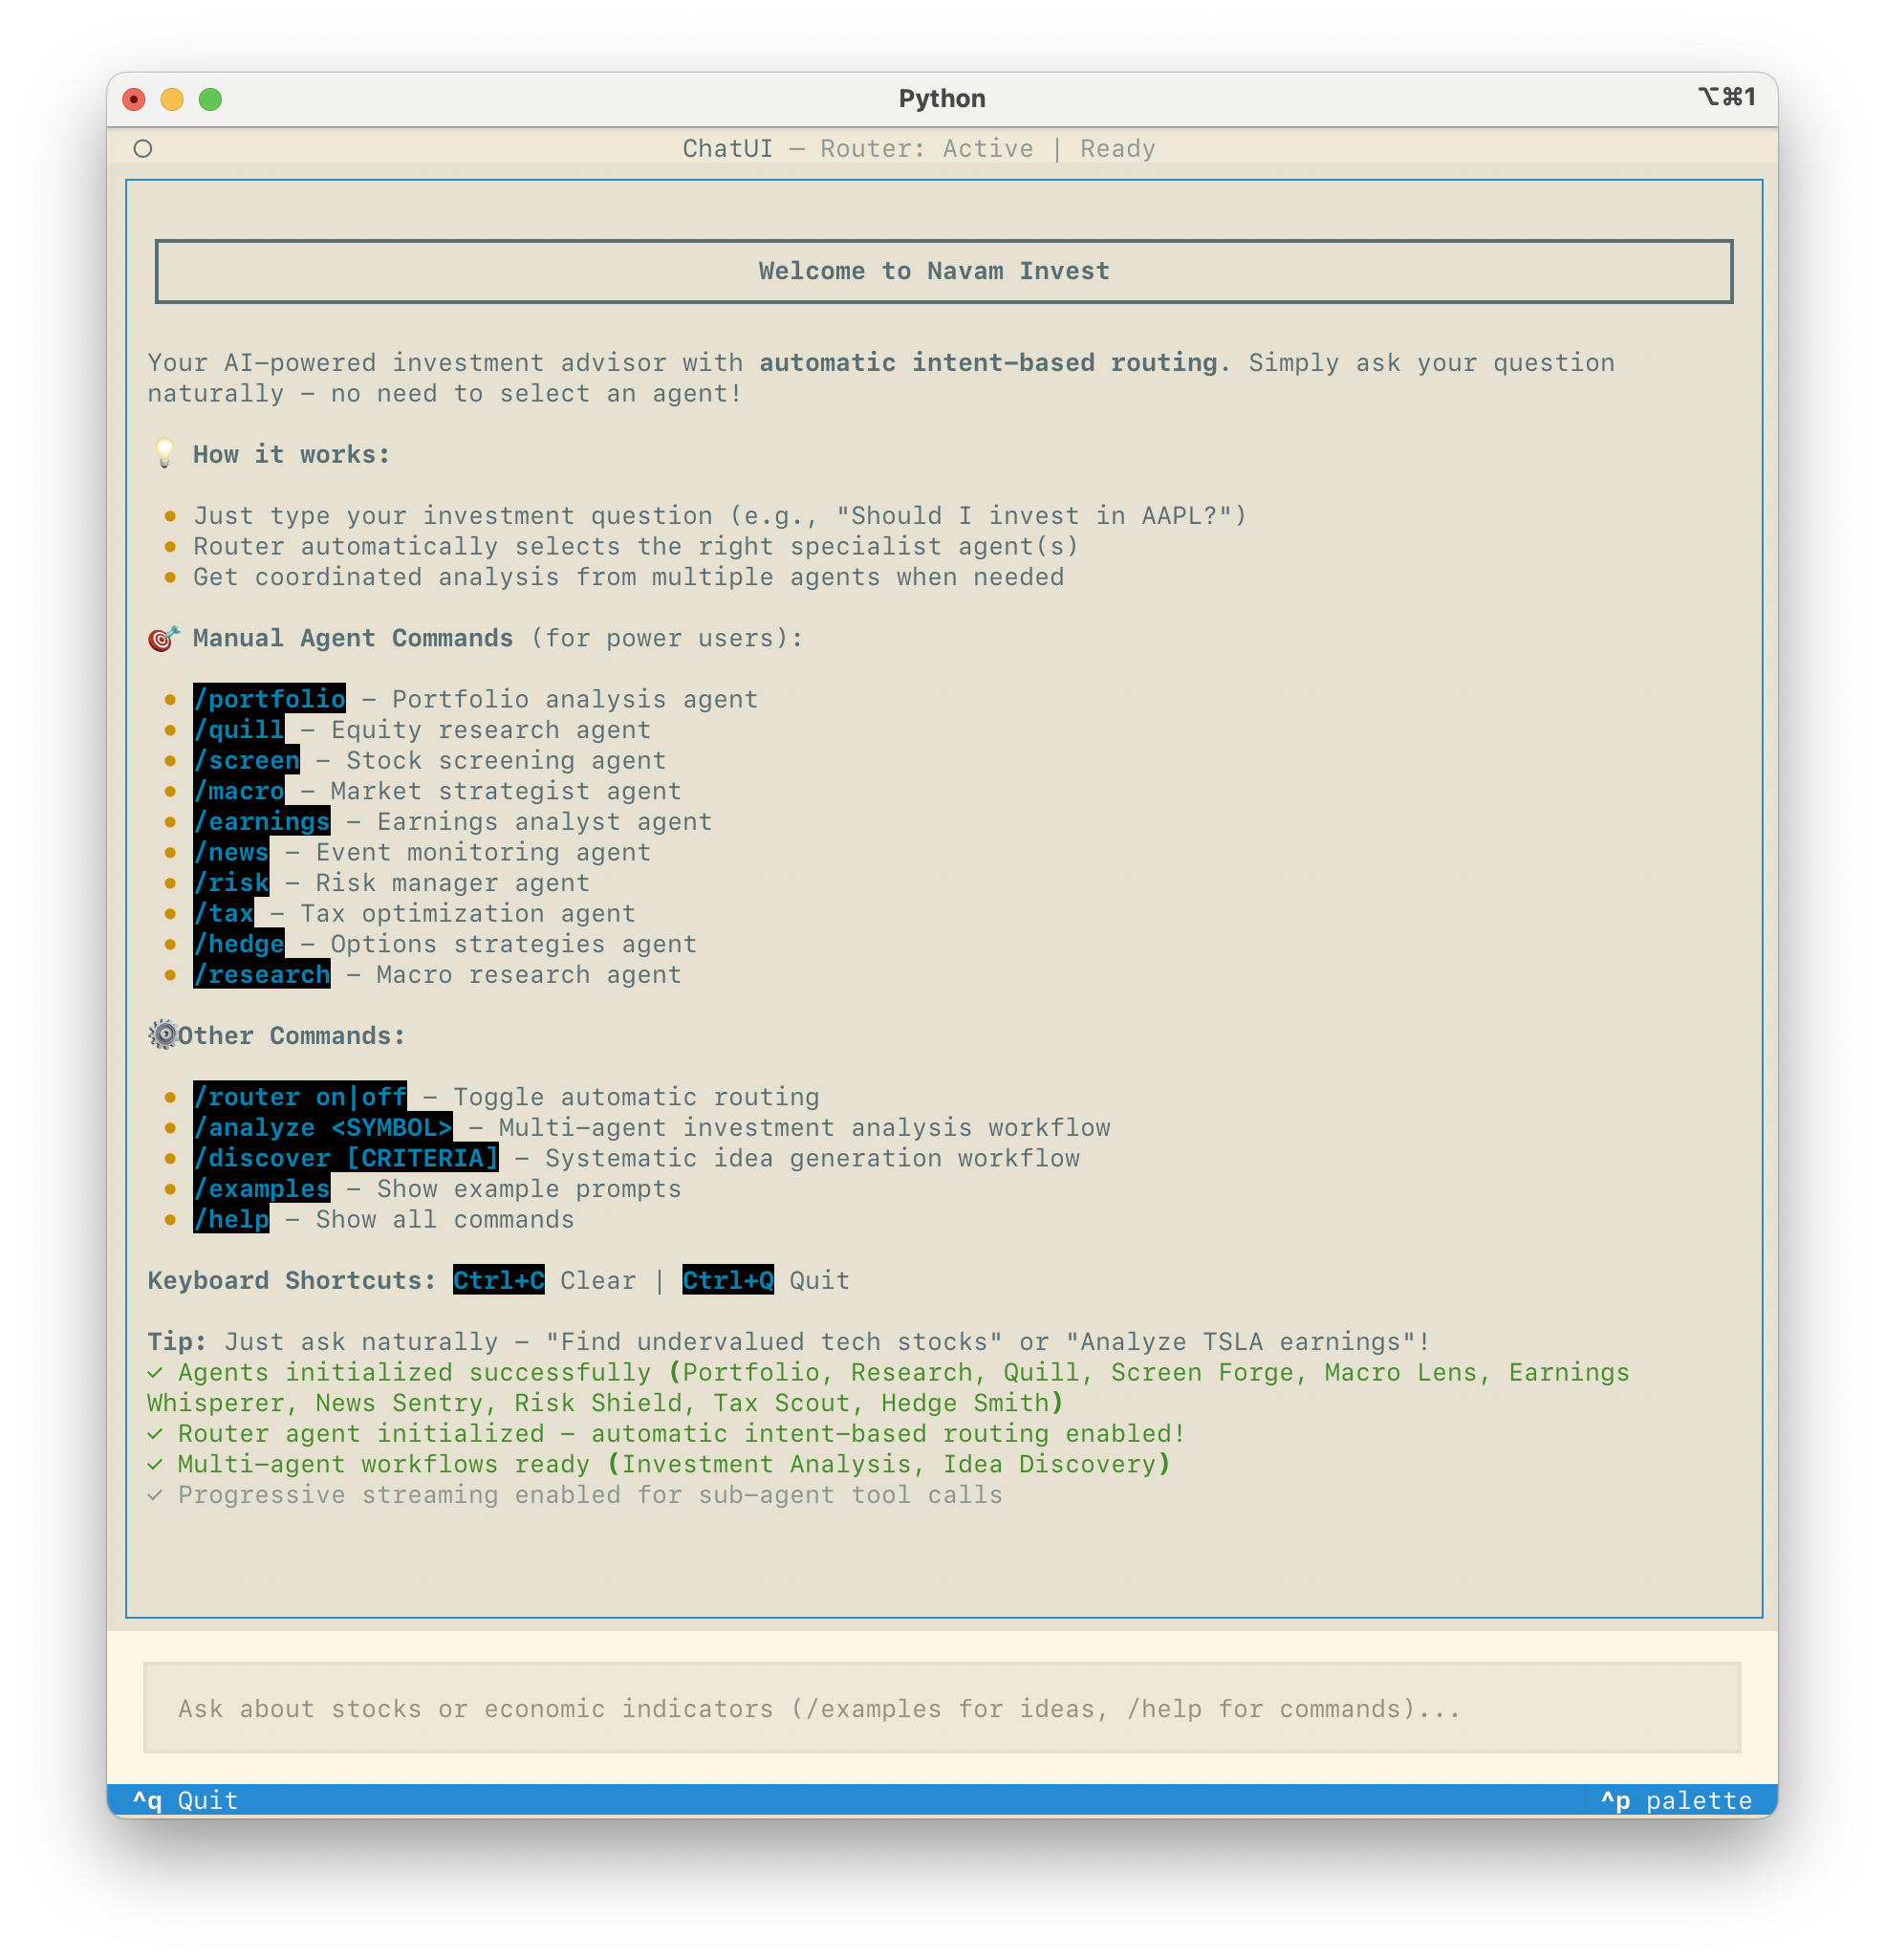 Python
⌥⌘1
ChatUI — Router: Active | Ready
Welcome to Navam Invest
Your AI-powered investment advisor with automatic intent-based routing. Simply ask your question
naturally - no need to select an agent!
💡 How it works:
• Just type your investment question (e.g., "Should I invest in AAPL?")
• Router automatically selects the right specialist agent(s)
• Get coordinated analysis from multiple agents when needed
🎯 Manual Agent Commands (for power users):
• /portfolio - Portfolio analysis agent
• /quill - Equity research agent
• /screen - Stock screening agent
• /macro - Market strategist agent
• /earnings - Earnings analyst agent
• /news - Event monitoring agent
• /risk - Risk manager agent
• /tax - Tax optimization agent
• /hedge - Options strategies agent
• /research - Macro research agent
⚙️Other Commands:
• /router on|off - Toggle automatic routing
• /analyze <SYMBOL> - Multi-agent investment analysis workflow
• /discover [CRITERIA] - Systematic idea generation workflow
• /examples - Show example prompts
• /help - Show all commands
Keyboard Shortcuts: Ctrl+C Clear | Ctrl+Q Quit
Tip: Just ask naturally - "Find undervalued tech stocks" or "Analyze TSLA earnings"!
✓ Agents initialized successfully (Portfolio, Research, Quill, Screen Forge, Macro Lens, Earnings
Whisperer, News Sentry, Risk Shield, Tax Scout, Hedge Smith)
✓ Router agent initialized - automatic intent-based routing enabled!
✓ Multi-agent workflows ready (Investment Analysis, Idea Discovery)
✓ Progressive streaming enabled for sub-agent tool calls
Ask about stocks or economic indicators (/examples for ideas, /help for commands)...
^q Quit
^p palette